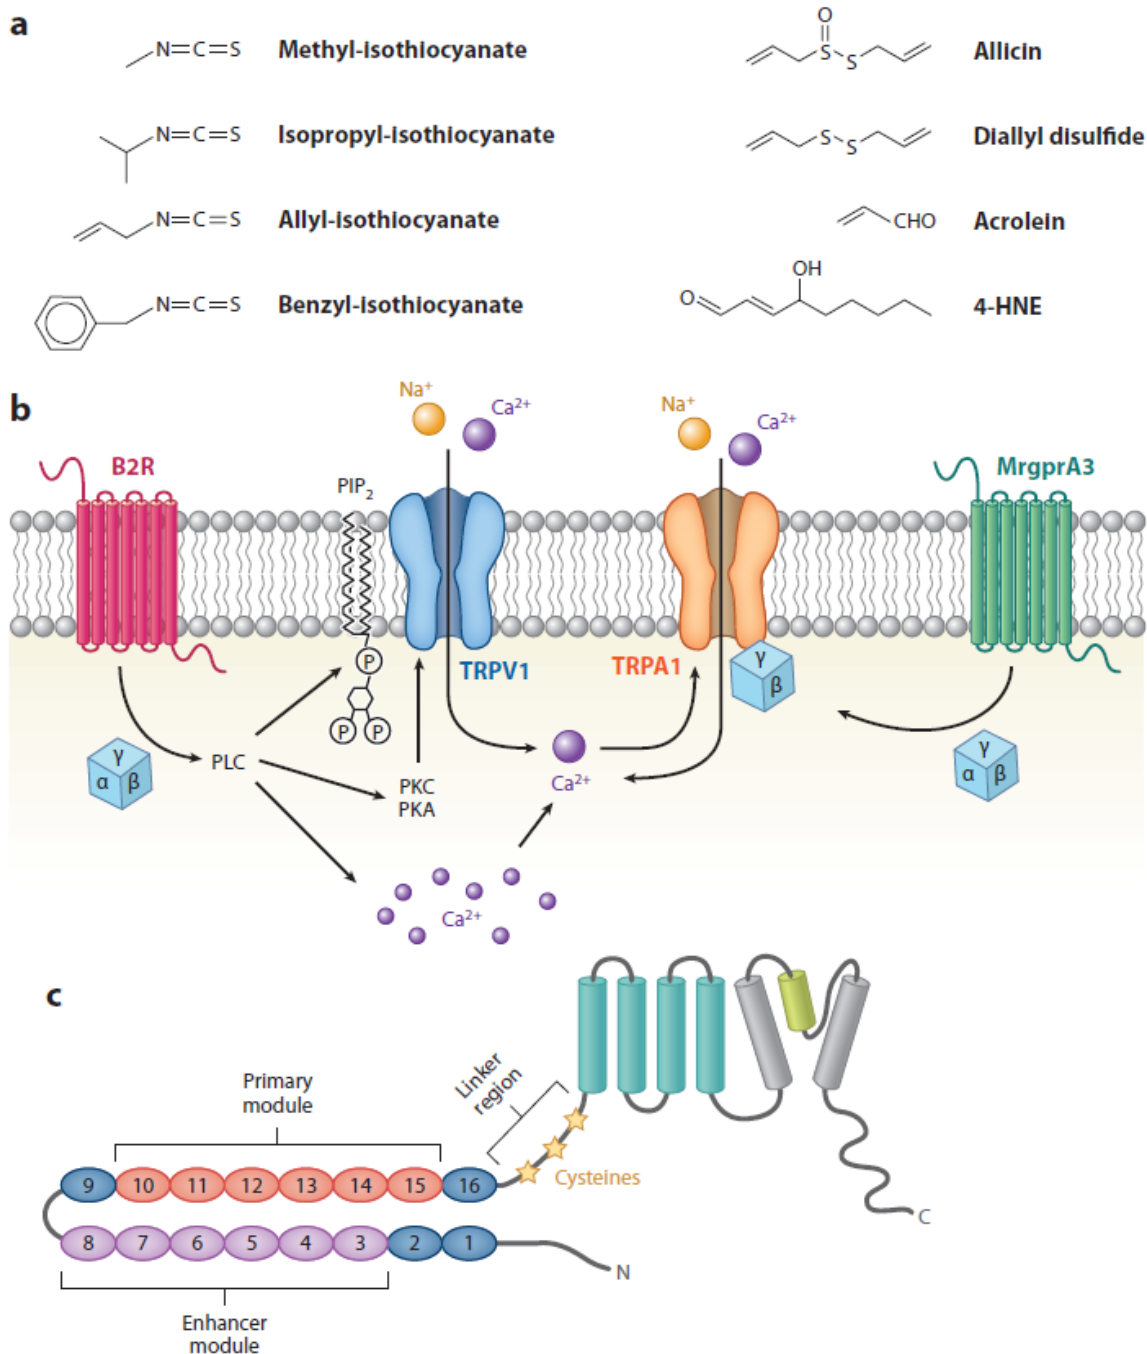 a
N=C=S Methyl-isothiocyanate
O
S
S
Allicin
N=C=S Isopropyl-isothiocyanate
S
S
Diallyl disulfide
N=C=S Allyl-isothiocyanate
CHO Acrolein
N=C=S Benzyl-isothiocyanate
OH
O
4-HNE
b
Na⁺
Ca²⁺
Na⁺
Ca²⁺
B2R
PIP₂
MrgprA3
P
P P
TRPV1
TRPA1
γ
β
γ
α β
PLC
PKC
PKA
Ca²⁺
γ
α β
Ca²⁺
c
Linker
region
Primary
module
Cysteines
9 10 11 12 13 14 15 16
C
8 7 6 5 4 3 2 1
N
Enhancer
module